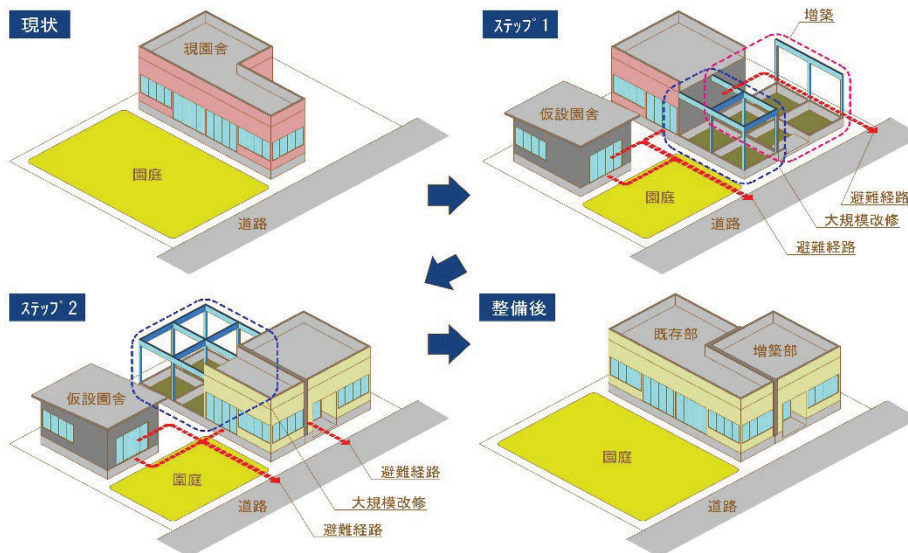 現状
現園舎
園庭
道路
ステップ1
増築
仮設園舎
園庭
道路
避難経路
大規模改修
避難経路
ステップ2
仮設園舎
園庭
道路
避難経路
大規模改修
避難経路
整備後
既存部
増築部
園庭
道路